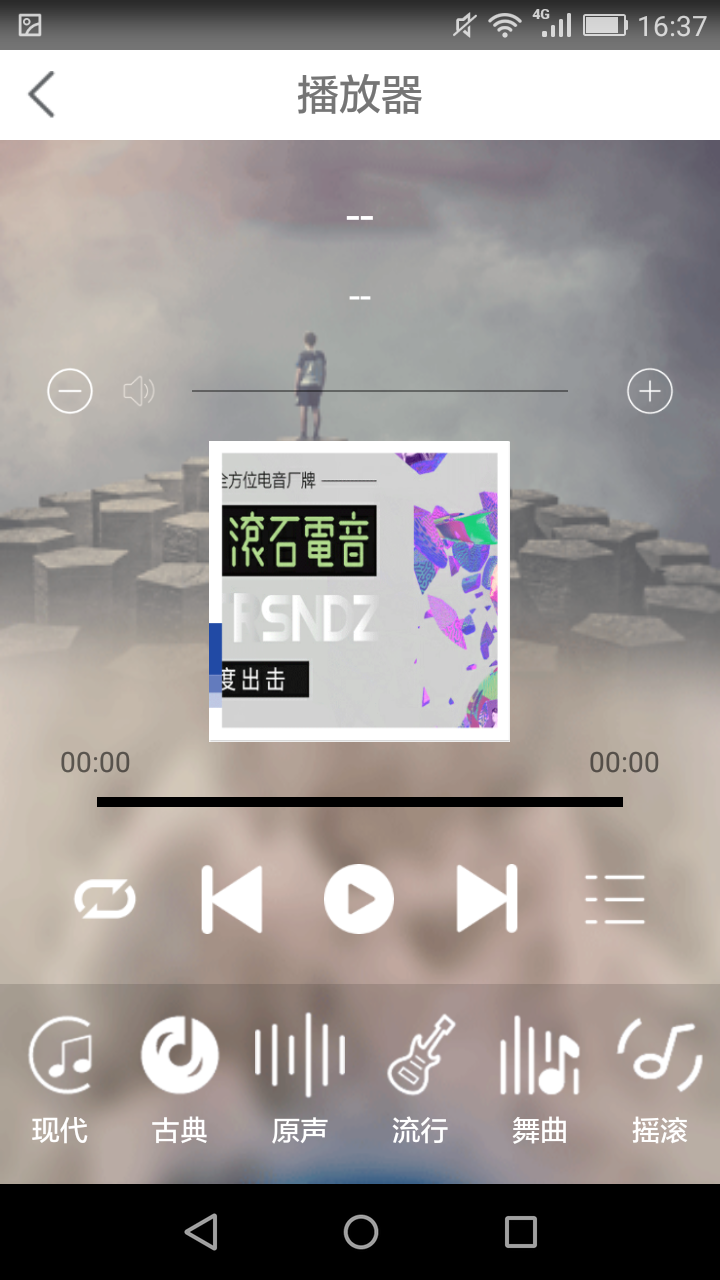 4G 16:37
播放器
--
--
全方位电音厂牌
滾石電音
RSNDZ
度出击
00:00 00:00
现代 古典 原声 流行 舞曲 摇滚